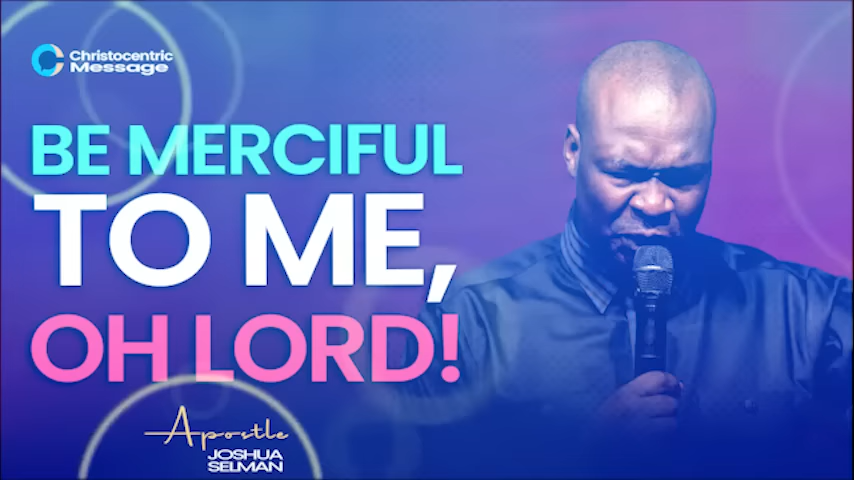 Christocentric
Message
BE MERCIFUL
TO ME,
OH LORD!
Apostle
JOSHUA
SELMAN